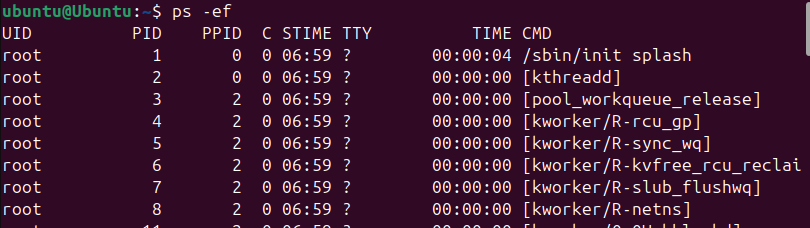 ubuntu@Ubuntu:~$ ps -ef
UID          PID    PPID  C STIME TTY          TIME CMD
root           1       0  0 06:59 ?        00:00:04 /sbin/init splash
root           2       0  0 06:59 ?        00:00:00 [kthreadd]
root           3       2  0 06:59 ?        00:00:00 [pool_workqueue_release]
root           4       2  0 06:59 ?        00:00:00 [kworker/R-rcu_gp]
root           5       2  0 06:59 ?        00:00:00 [kworker/R-sync_wq]
root           6       2  0 06:59 ?        00:00:00 [kworker/R-kvfree_rcu_reclai
root           7       2  0 06:59 ?        00:00:00 [kworker/R-slub_flushwq]
root           8       2  0 06:59 ?        00:00:00 [kworker/R-netns]